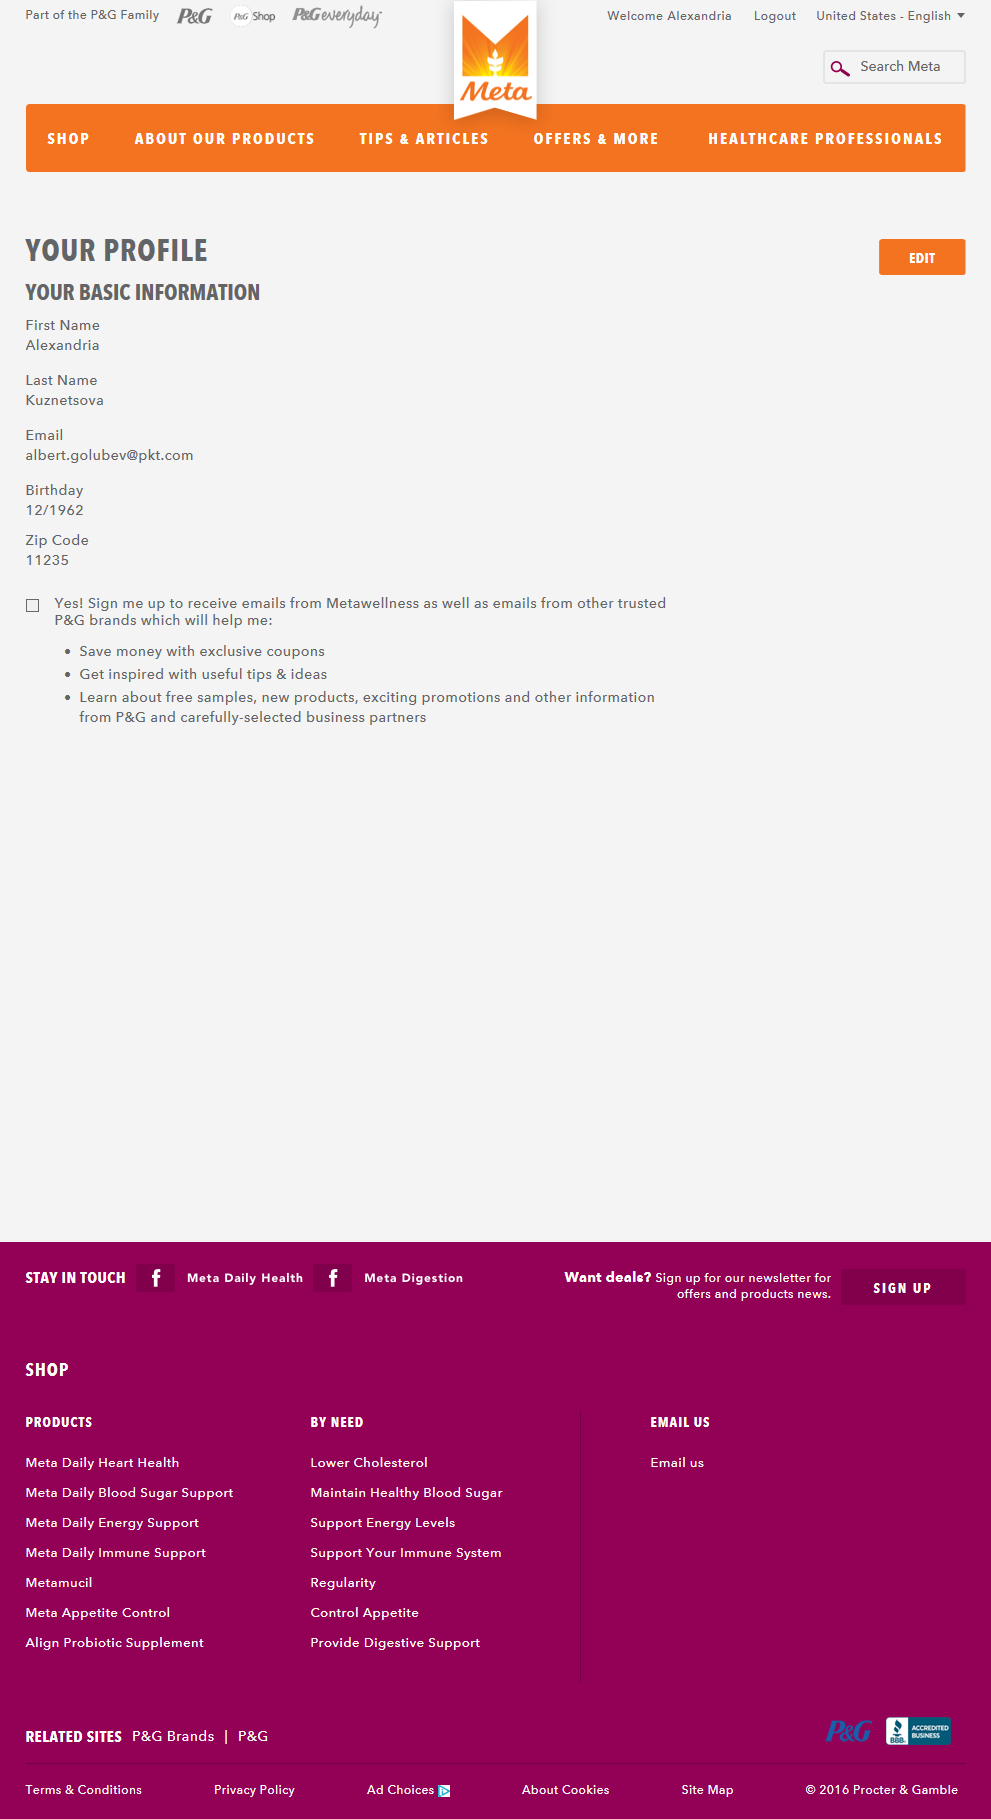 Part of the P&G Family P&G P&G Shop P&G everyday Welcome Alexandria Logout United States - English
Search Meta
Meta
SHOP ABOUT OUR PRODUCTS TIPS & ARTICLES OFFERS & MORE HEALTHCARE PROFESSIONALS
YOUR PROFILE EDIT
YOUR BASIC INFORMATION
First Name
Alexandria
Last Name
Kuznetsova
Email
albert.golubev@pkt.com
Birthday
12/1962
Zip Code
11235
Yes! Sign me up to receive emails from Metawellness as well as emails from other trusted
P&G brands which will help me:
• Save money with exclusive coupons
• Get inspired with useful tips & ideas
• Learn about free samples, new products, exciting promotions and other information
from P&G and carefully-selected business partners
STAY IN TOUCH f Meta Daily Health f Meta Digestion
Want deals? Sign up for our newsletter for
offers and products news.
SIGN UP
SHOP
PRODUCTS
Meta Daily Heart Health
Meta Daily Blood Sugar Support
Meta Daily Energy Support
Meta Daily Immune Support
Metamucil
Meta Appetite Control
Align Probiotic Supplement
BY NEED
Lower Cholesterol
Maintain Healthy Blood Sugar
Support Energy Levels
Support Your Immune System
Regularity
Control Appetite
Provide Digestive Support
EMAIL US
Email us
RELATED SITES P&G Brands | P&G
P&G
BBB
ACCREDITED
BUSINESS
Terms & Conditions Privacy Policy Ad Choices About Cookies Site Map © 2016 Procter & Gamble